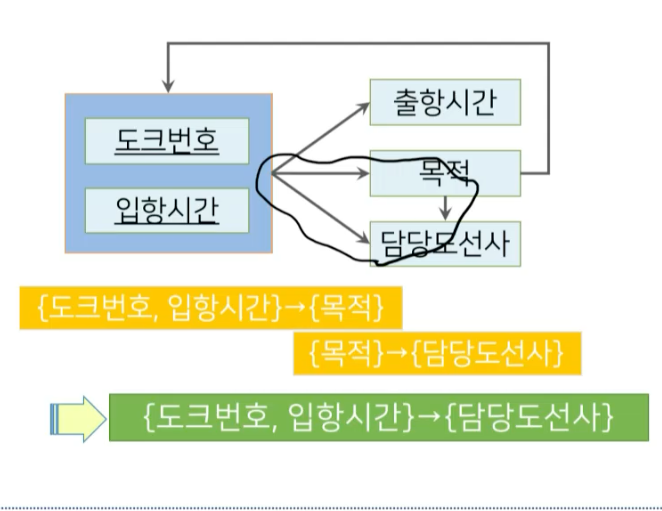 도크번호
입항시간
출항시간
목적
담당도선사
{도크번호, 입항시간}→{목적}
{목적}→{담당도선사}
{도크번호, 입항시간}→{담당도선사}